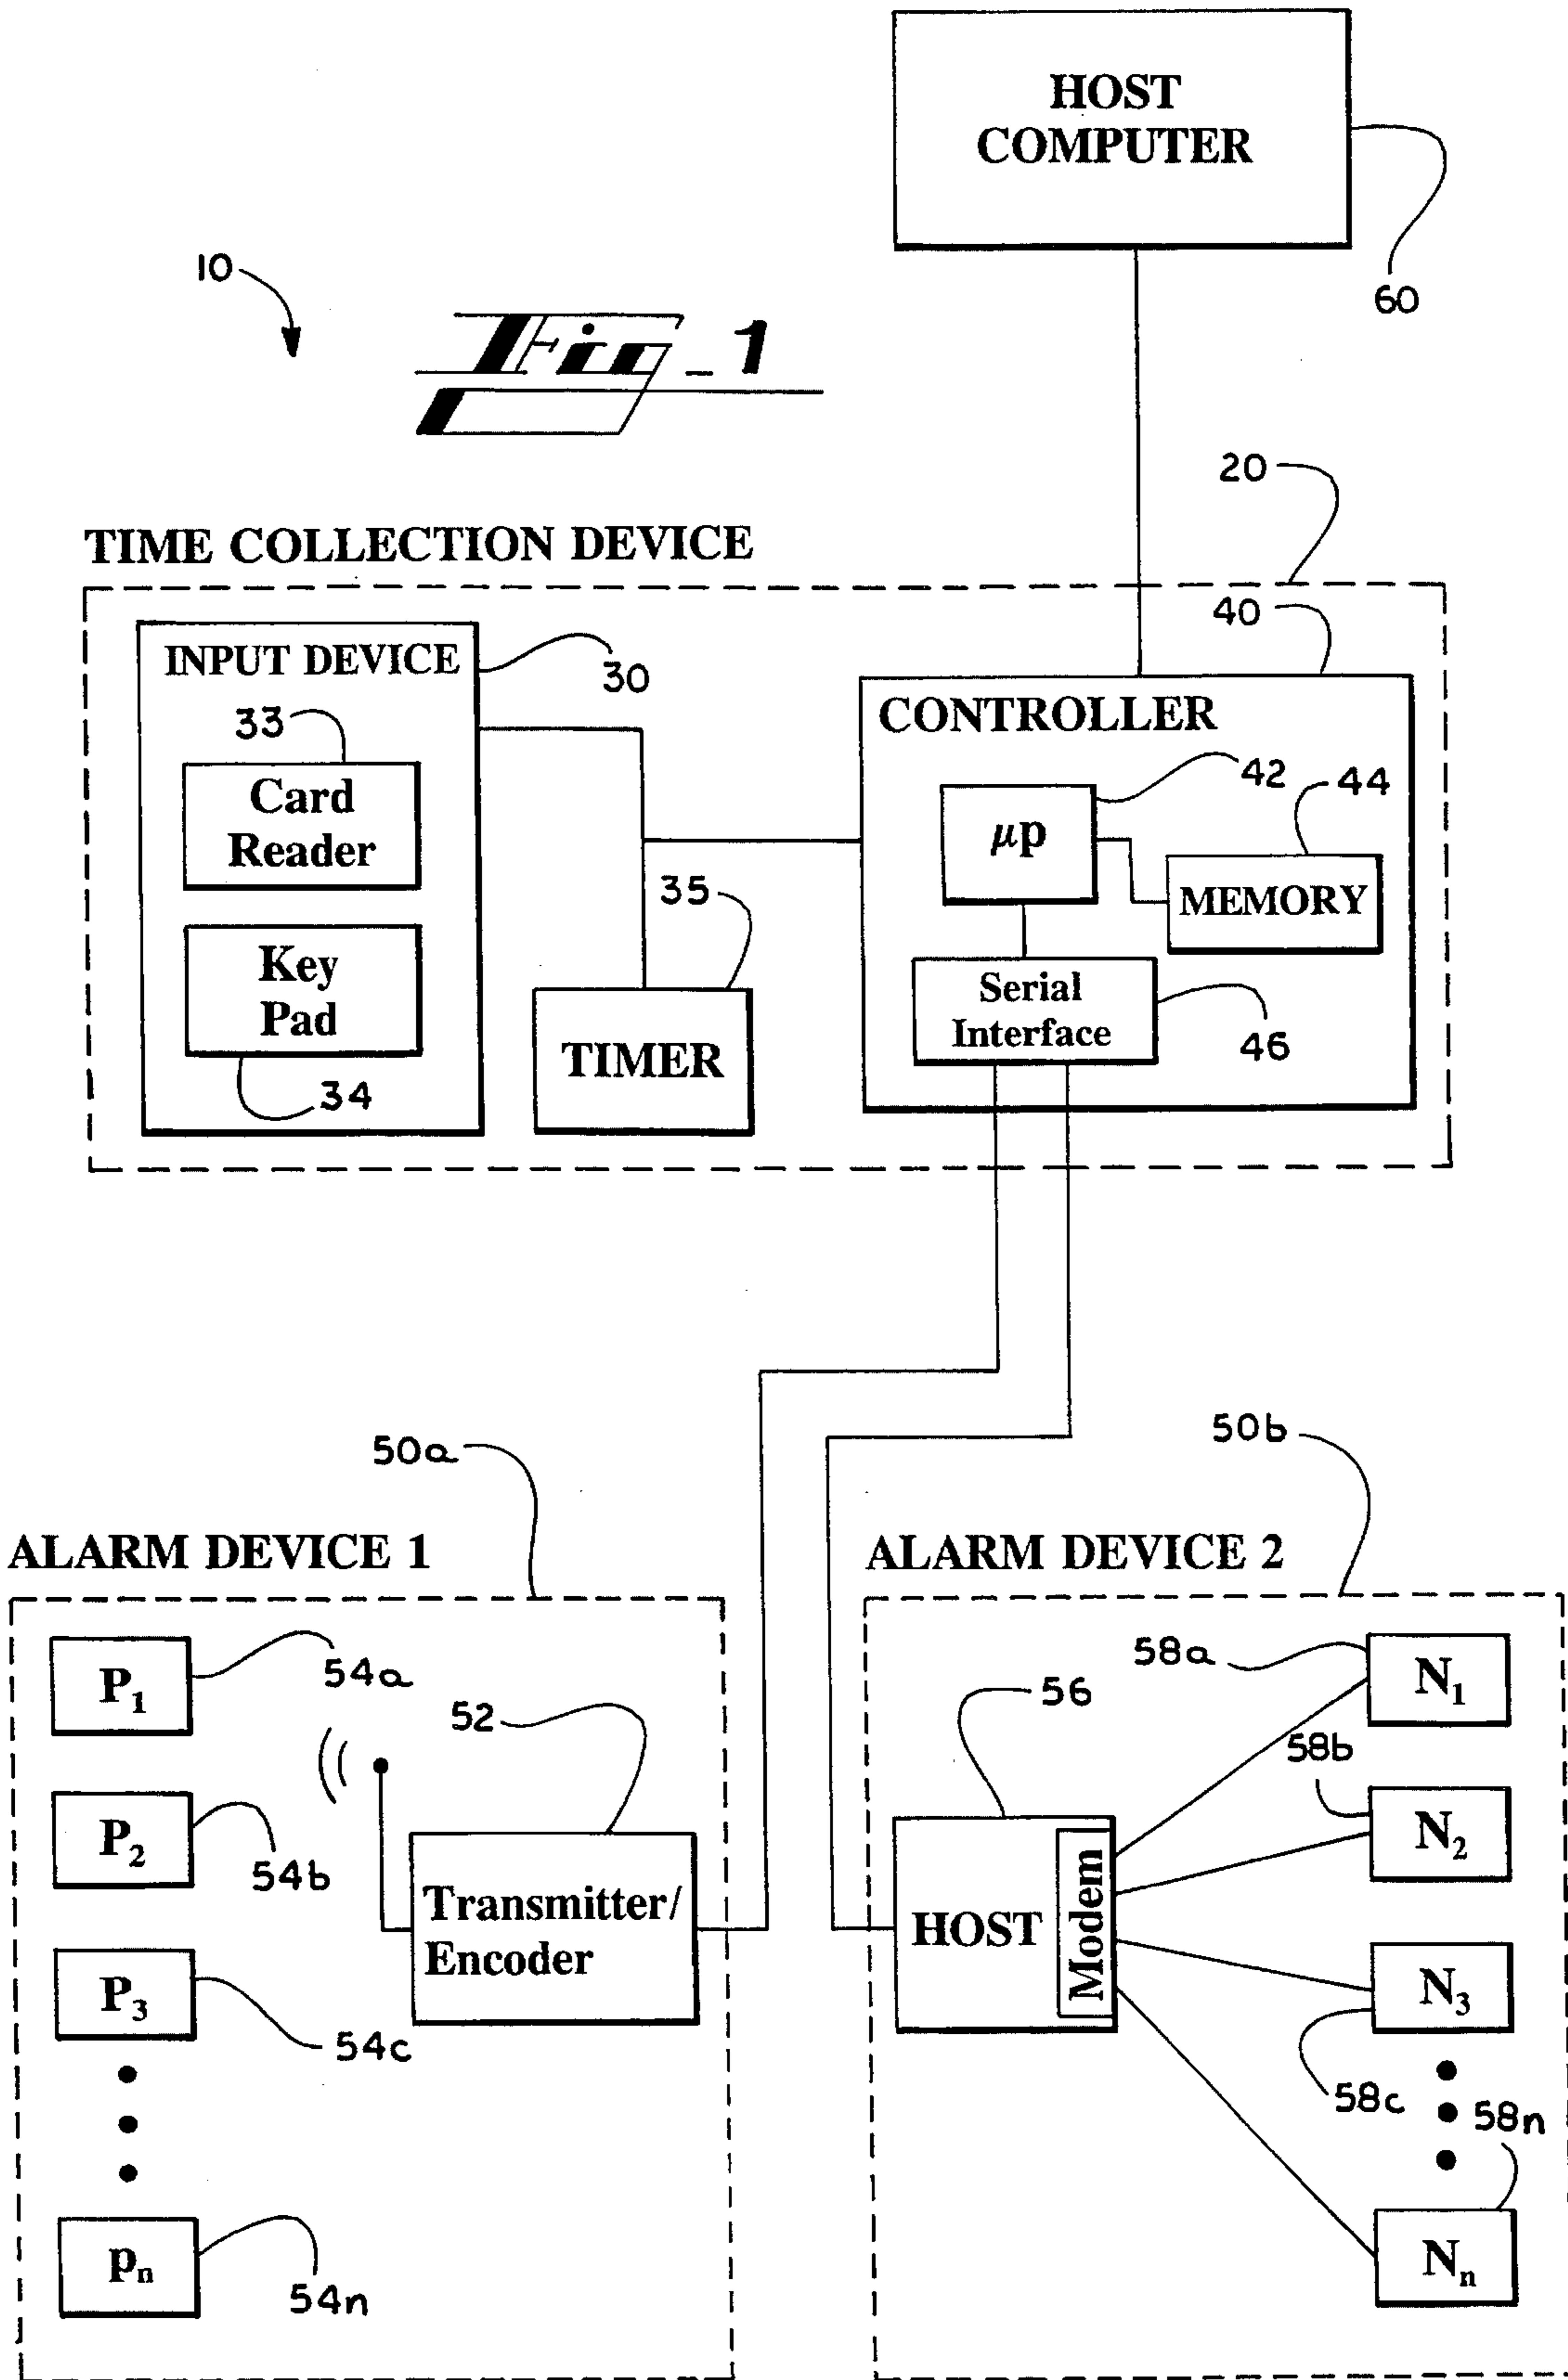 HOST
COMPUTER
60
10
Fig_1
20
TIME COLLECTION DEVICE
40
INPUT DEVICE
30
33
Card
Reader
Key
Pad
34
35
TIMER
CONTROLLER
42
44
μp
MEMORY
Serial
Interface
46
50a
50b
ALARM DEVICE 1
P1
54a
P2
54b
P3
54c
pn
54n
52
Transmitter/
Encoder
ALARM DEVICE 2
56
HOST
Modem
58a
N1
58b
N2
N3
58c
58n
Nn